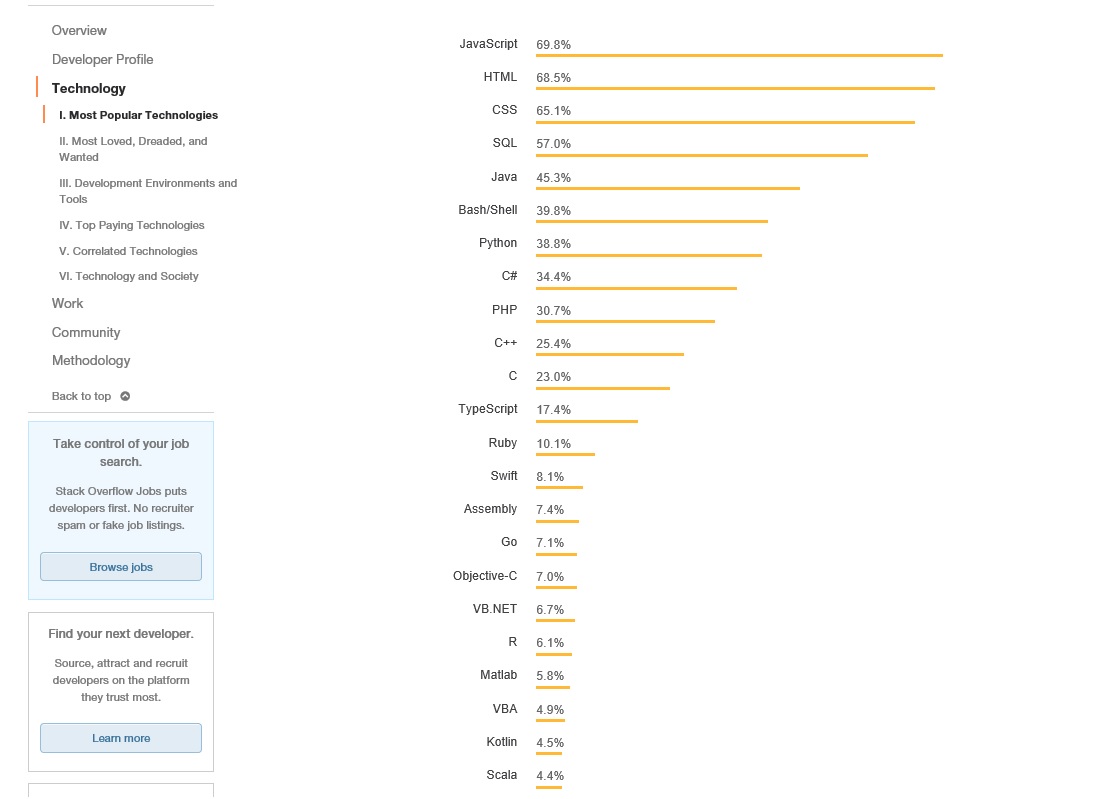 Overview
Developer Profile
Technology
I. Most Popular Technologies
II. Most Loved, Dreaded, and
Wanted
III. Development Environments and
Tools
IV. Top Paying Technologies
V. Correlated Technologies
VI. Technology and Society
Work
Community
Methodology
Back to top
Take control of your job
search.
Stack Overflow Jobs puts
developers first. No recruiter
spam or fake job listings.
Browse jobs
Find your next developer.
Source, attract and recruit
developers on the platform
they trust most.
Learn more
JavaScript 69.8%
HTML 68.5%
CSS 65.1%
SQL 57.0%
Java 45.3%
Bash/Shell 39.8%
Python 38.8%
C# 34.4%
PHP 30.7%
C++ 25.4%
C 23.0%
TypeScript 17.4%
Ruby 10.1%
Swift 8.1%
Assembly 7.4%
Go 7.1%
Objective-C 7.0%
VB.NET 6.7%
R 6.1%
Matlab 5.8%
VBA 4.9%
Kotlin 4.5%
Scala 4.4%